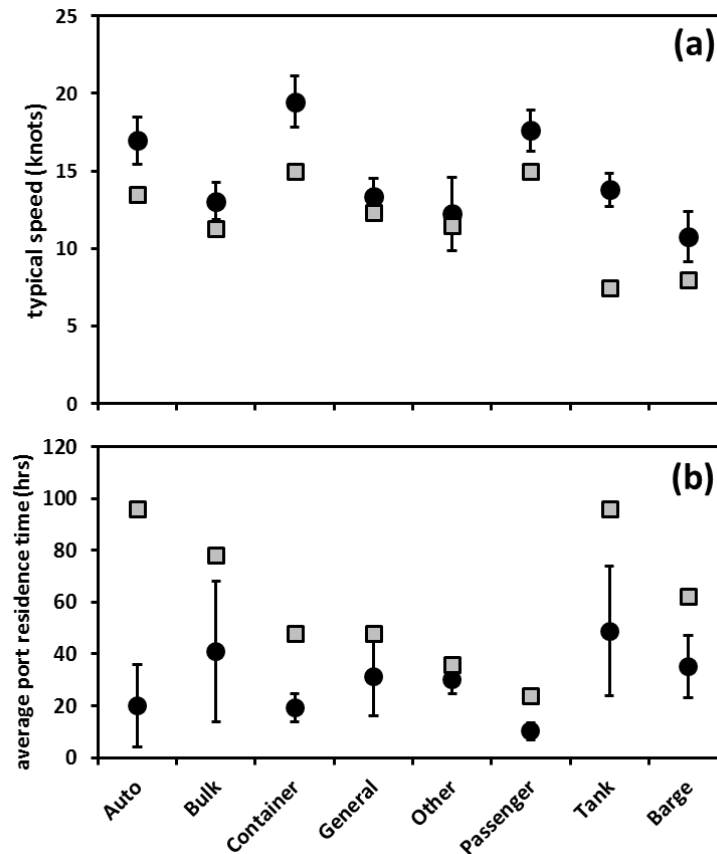 (a)
typical speed (knots)
25
20
15
10
5
0
(b)
average port residence time (hrs)
120
100
80
60
40
20
0
Auto
Bulk
Container
General
Other
Passenger
Tank
Barge